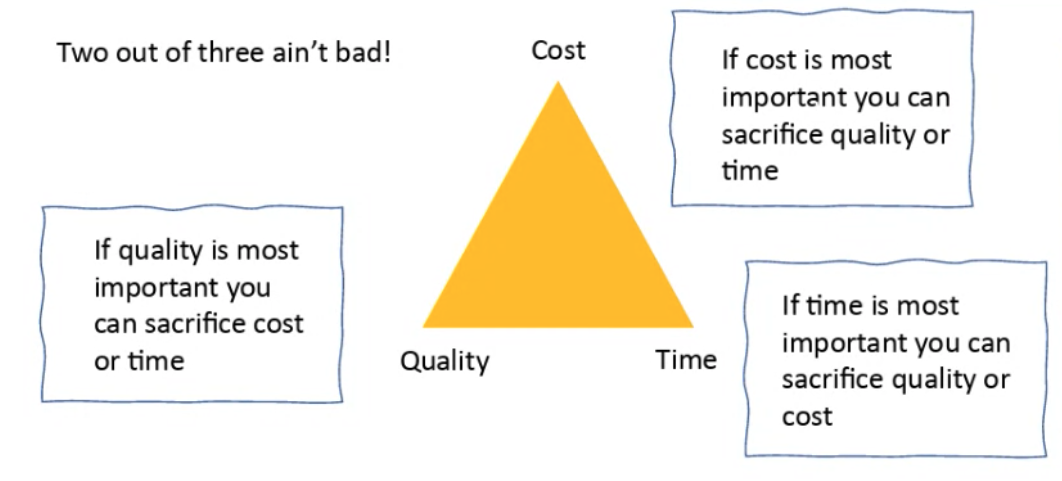 Two out of three ain't bad!
Cost
If cost is most
important you can
sacrifice quality or
time
If quality is most
important you
can sacrifice cost
or time
Quality
Time
If time is most
important you can
sacrifice quality or
cost